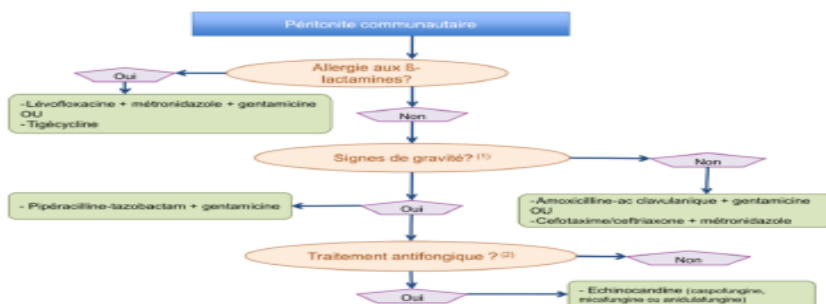 Péritonite communautaire
Allergie aux ß-
lactamines?
Oui
-Lévofloxacine + métronidazole + gentamicine
OU
-Tigécycline
Non
Signes de gravité? (1)
Non
- Pipéracilline-tazobactam + gentamicine
Oui
-Amoxicilline-ac clavulanique + gentamicine
OU
-Cefotaxime/ceftriaxone + métronidazole
Traitement antifongique ? (2)
Non
Oui
- Echinocandine (caspofungine,
micafungine ou anidulafungine)